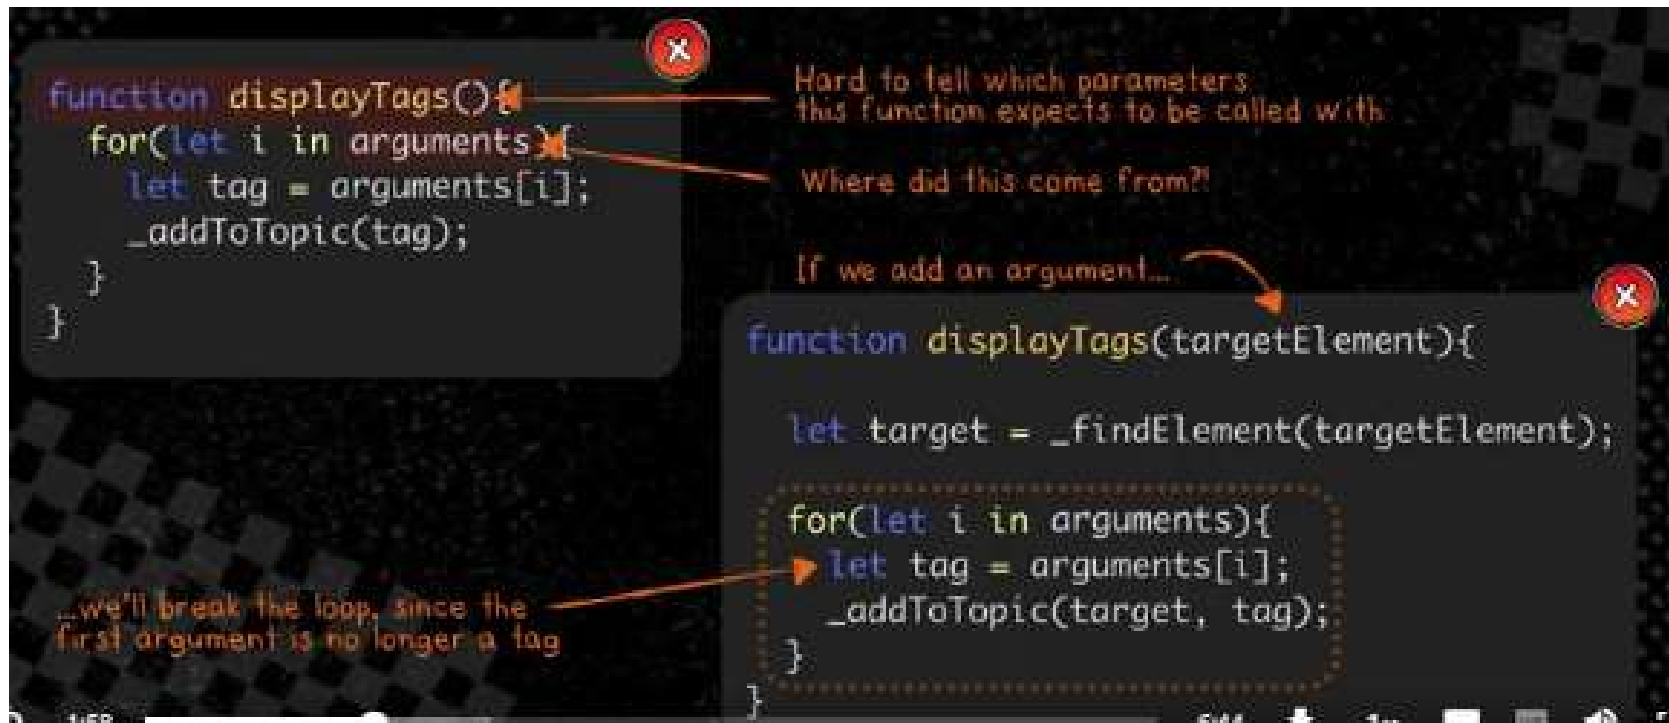 function displayTags(){
for(let i in arguments){
let tag = arguments[i];
_addToTopic(tag);
}
}
Hard to tell which parameters
this function expects to be called with
Where did this come from?!
If we add an argument...
function displayTags(targetElement){
let target = _findElement(targetElement);
for(let i in arguments){
let tag = arguments[i];
_addToTopic(target, tag);
}
}
...we'll break the loop, since the
first argument is no longer a tag
1:58